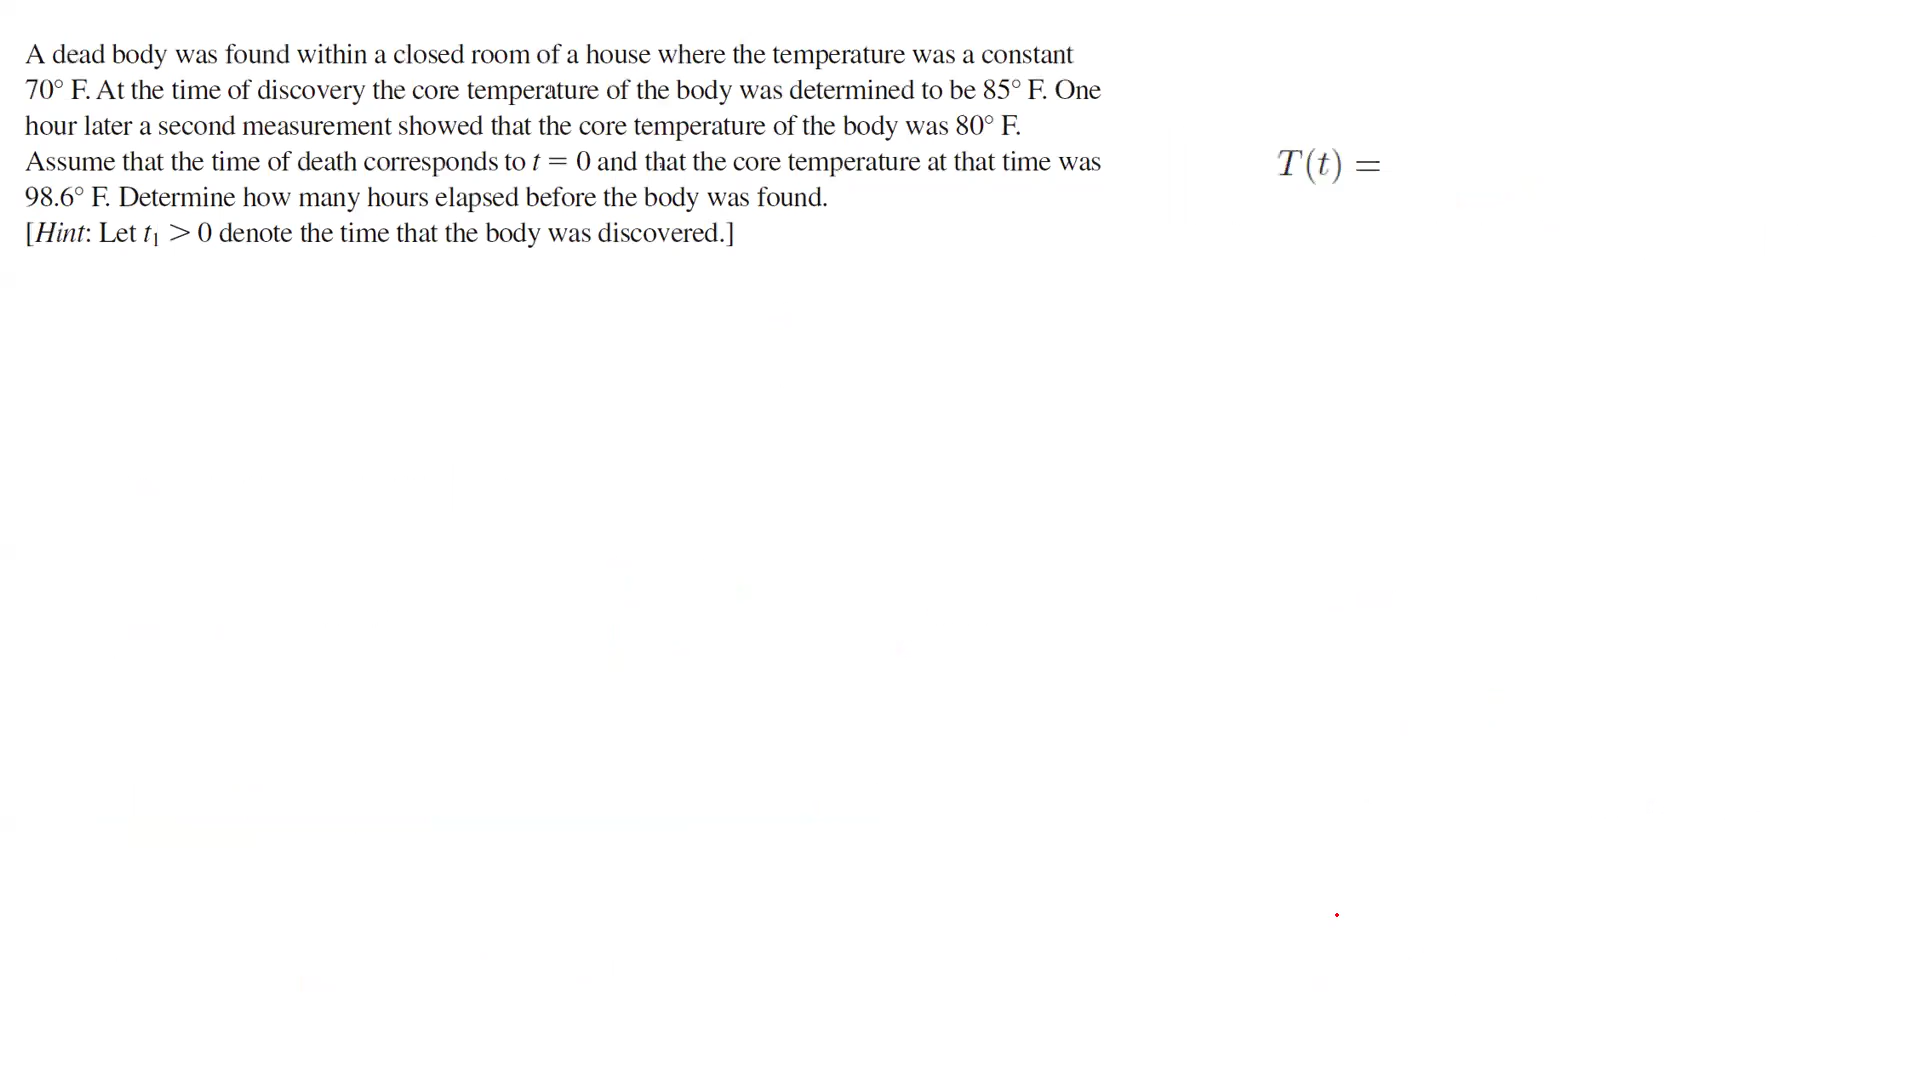 A dead body was found within a closed room of a house where the temperature was a constant
70° F. At the time of discovery the core temperature of the body was determined to be 85° F. One
hour later a second measurement showed that the core temperature of the body was 80° F.
Assume that the time of death corresponds to t = 0 and that the core temperature at that time was
98.6° F. Determine how many hours elapsed before the body was found.
[Hint: Let t₁ > 0 denote the time that the body was discovered.]
T(t) =